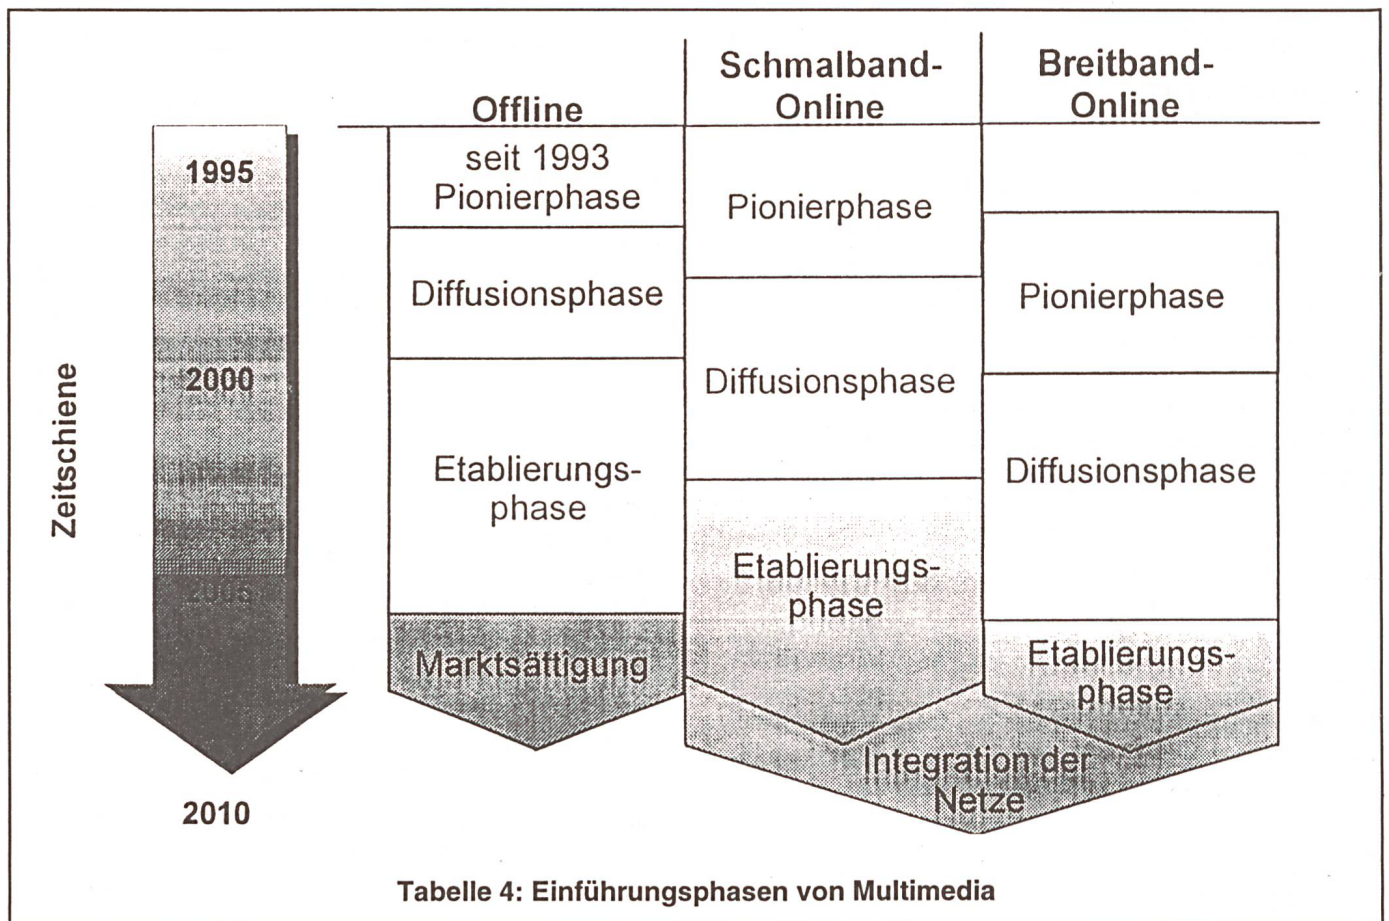 Offline
Schmalband-
Online
Breitband-
Online
Zeitschiene
1995
2000
2005
2010
seit 1993
Pionierphase
Diffusionsphase
Etablierungs-
phase
Marktsättigung
Pionierphase
Diffusionsphase
Etablierungs-
phase
Pionierphase
Diffusionsphase
Etablierungs-
phase
Integration der
Netze
Tabelle 4: Einführungsphasen von Multimedia